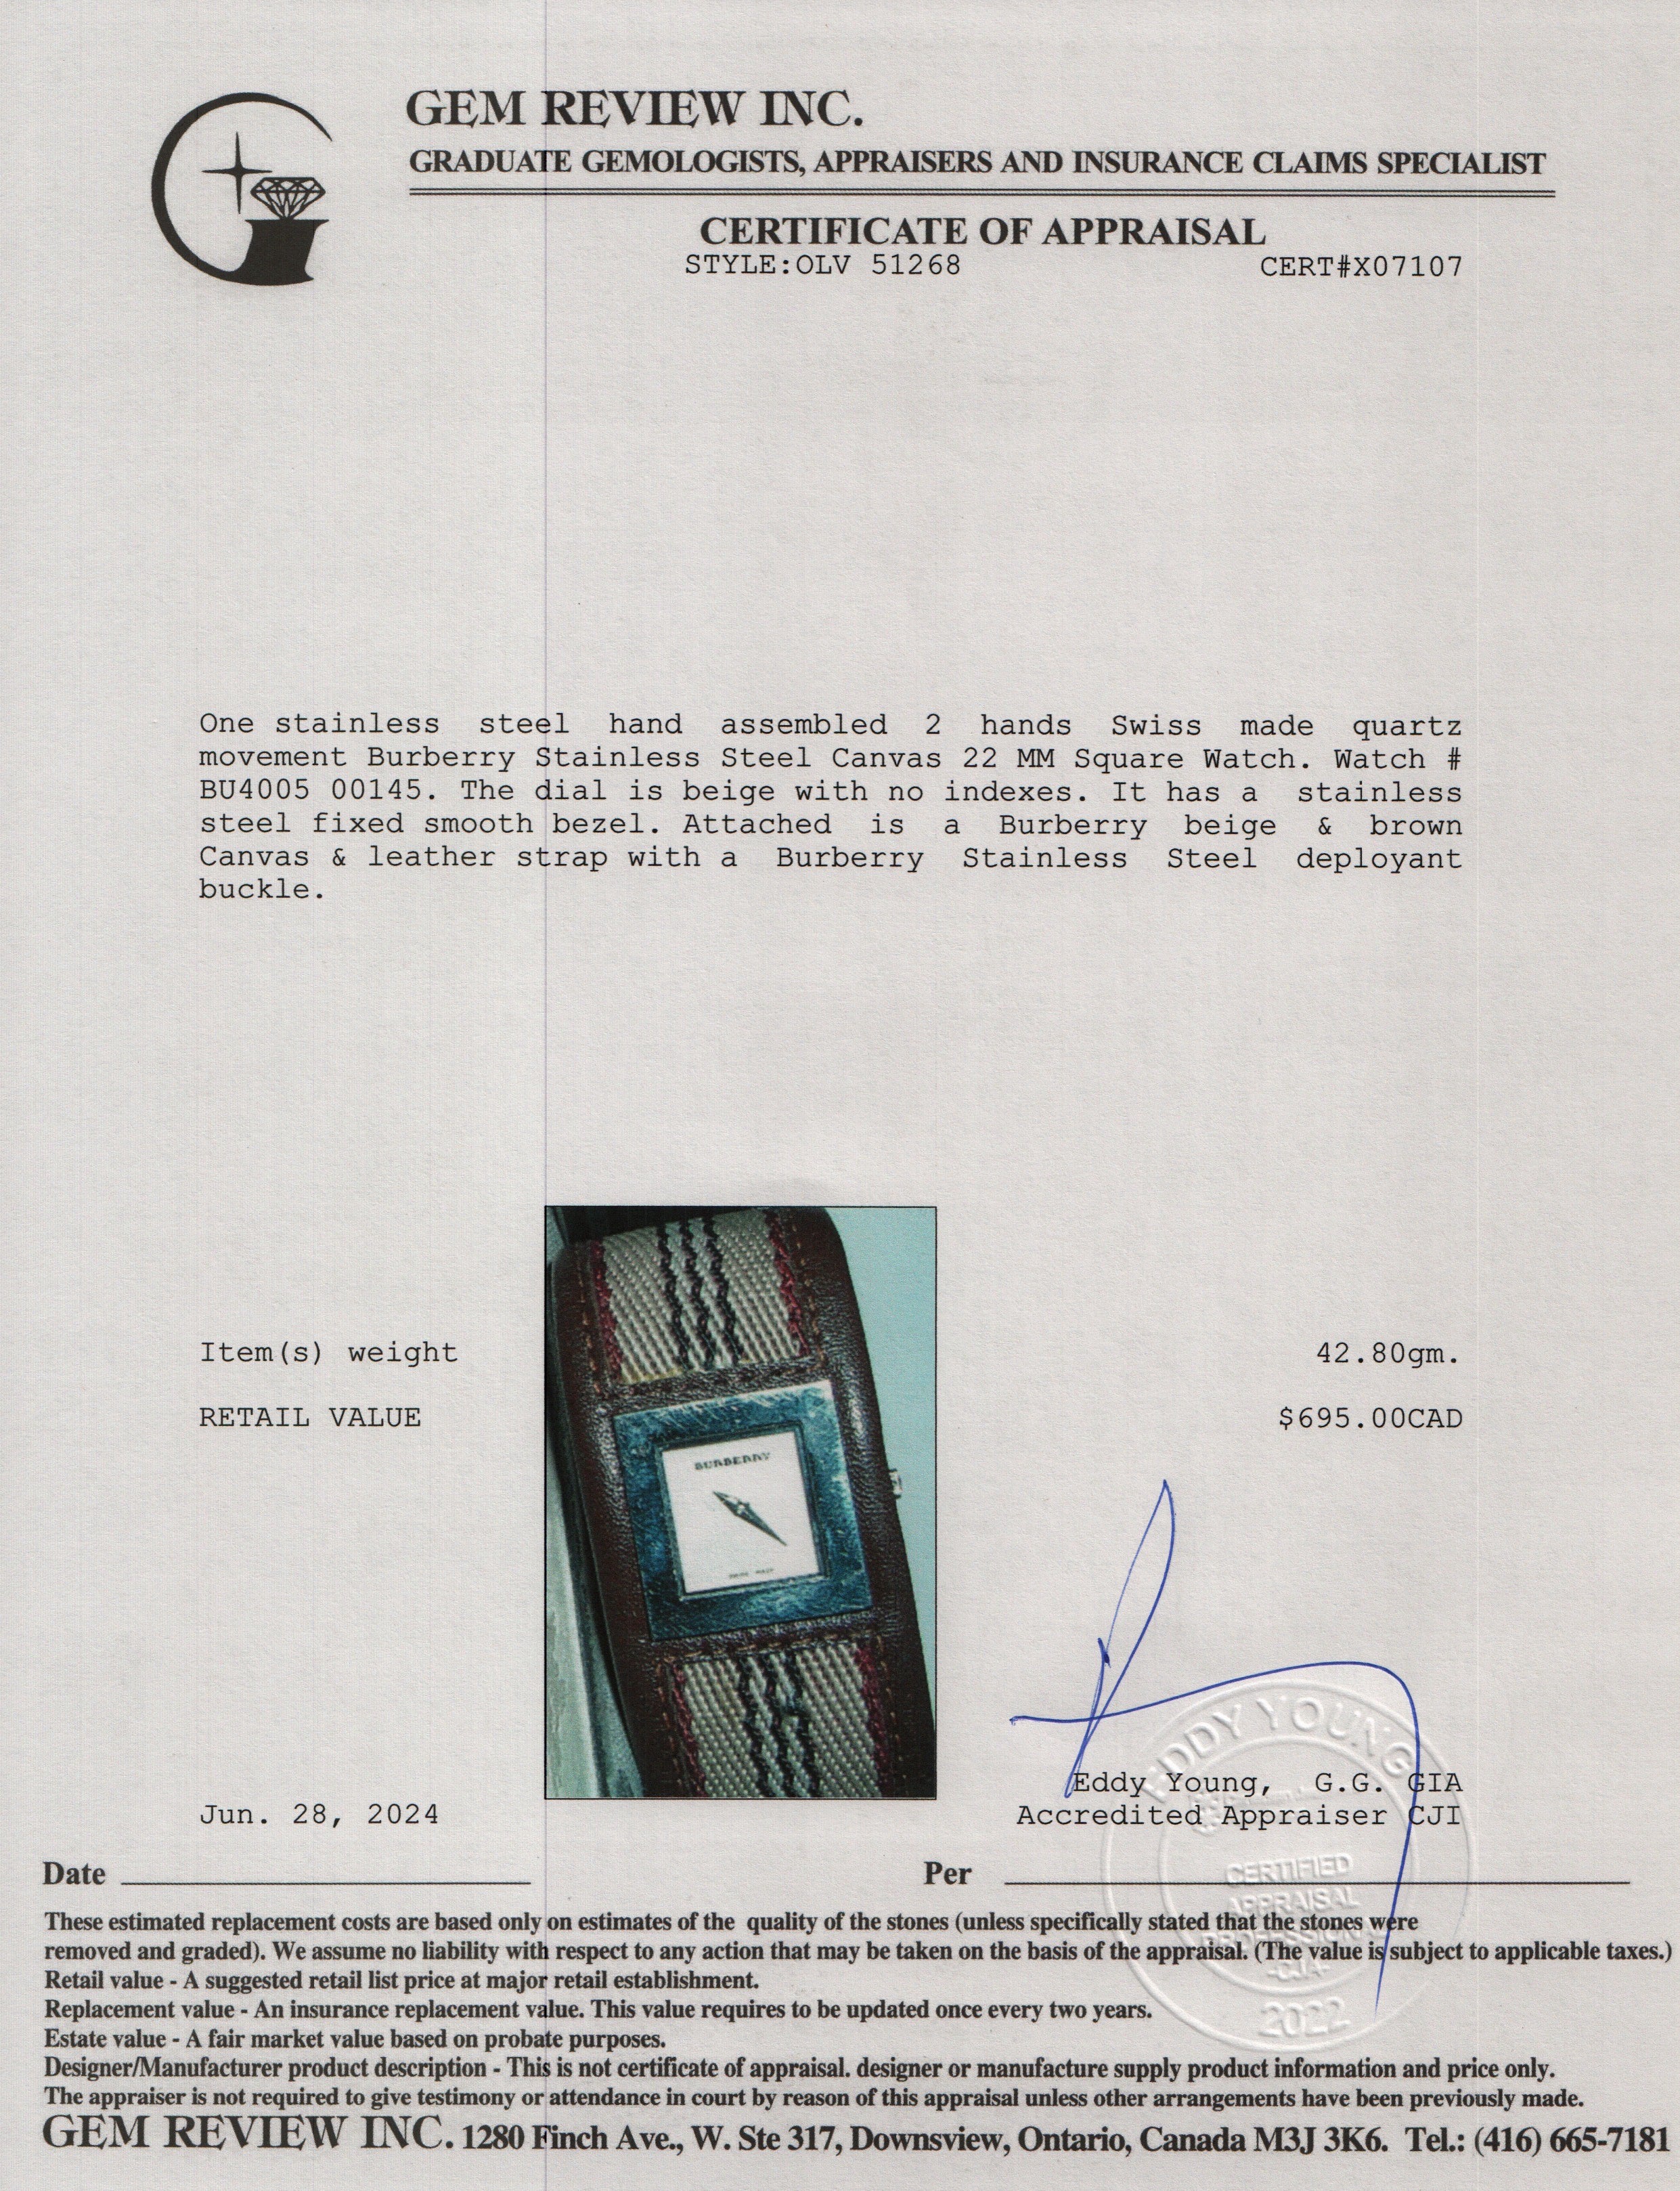 GEM REVIEW INC.
GRADUATE GEMOLOGISTS, APPRAISERS AND INSURANCE CLAIMS SPECIALIST
CERTIFICATE OF APPRAISAL
STYLE:OLV 51268 CERT#X07107
One stainless steel hand assembled 2 hands Swiss made quartz
movement Burberry Stainless Steel Canvas 22 MM Square Watch. Watch #
BU4005 00145. The dial is beige with no indexes. It has a stainless
steel fixed smooth bezel. Attached is a Burberry beige & brown
Canvas & leather strap with a Burberry Stainless Steel deployant
buckle.
BURBERRY
SWISS MADE
Item(s) weight 42.80gm.
RETAIL VALUE $695.00CAD
EDDY YOUNG
Eddy Young, G.G. GIA
Jun. 28, 2024 Accredited Appraiser CJI
Date Per
CERTIFIED
APPRAISAL
PROFESSIONAL
-CJA-
2022
These estimated replacement costs are based only on estimates of the quality of the stones (unless specifically stated that the stones were
removed and graded). We assume no liability with respect to any action that may be taken on the basis of the appraisal. (The value is subject to applicable taxes.)
Retail value - A suggested retail list price at major retail establishment.
Replacement value - An insurance replacement value. This value requires to be updated once every two years.
Estate value - A fair market value based on probate purposes.
Designer/Manufacturer product description - This is not certificate of appraisal. designer or manufacture supply product information and price only.
The appraiser is not required to give testimony or attendance in court by reason of this appraisal unless other arrangements have been previously made.
GEM REVIEW INC. 1280 Finch Ave., W. Ste 317, Downsview, Ontario, Canada M3J 3K6. Tel.: (416) 665-7181